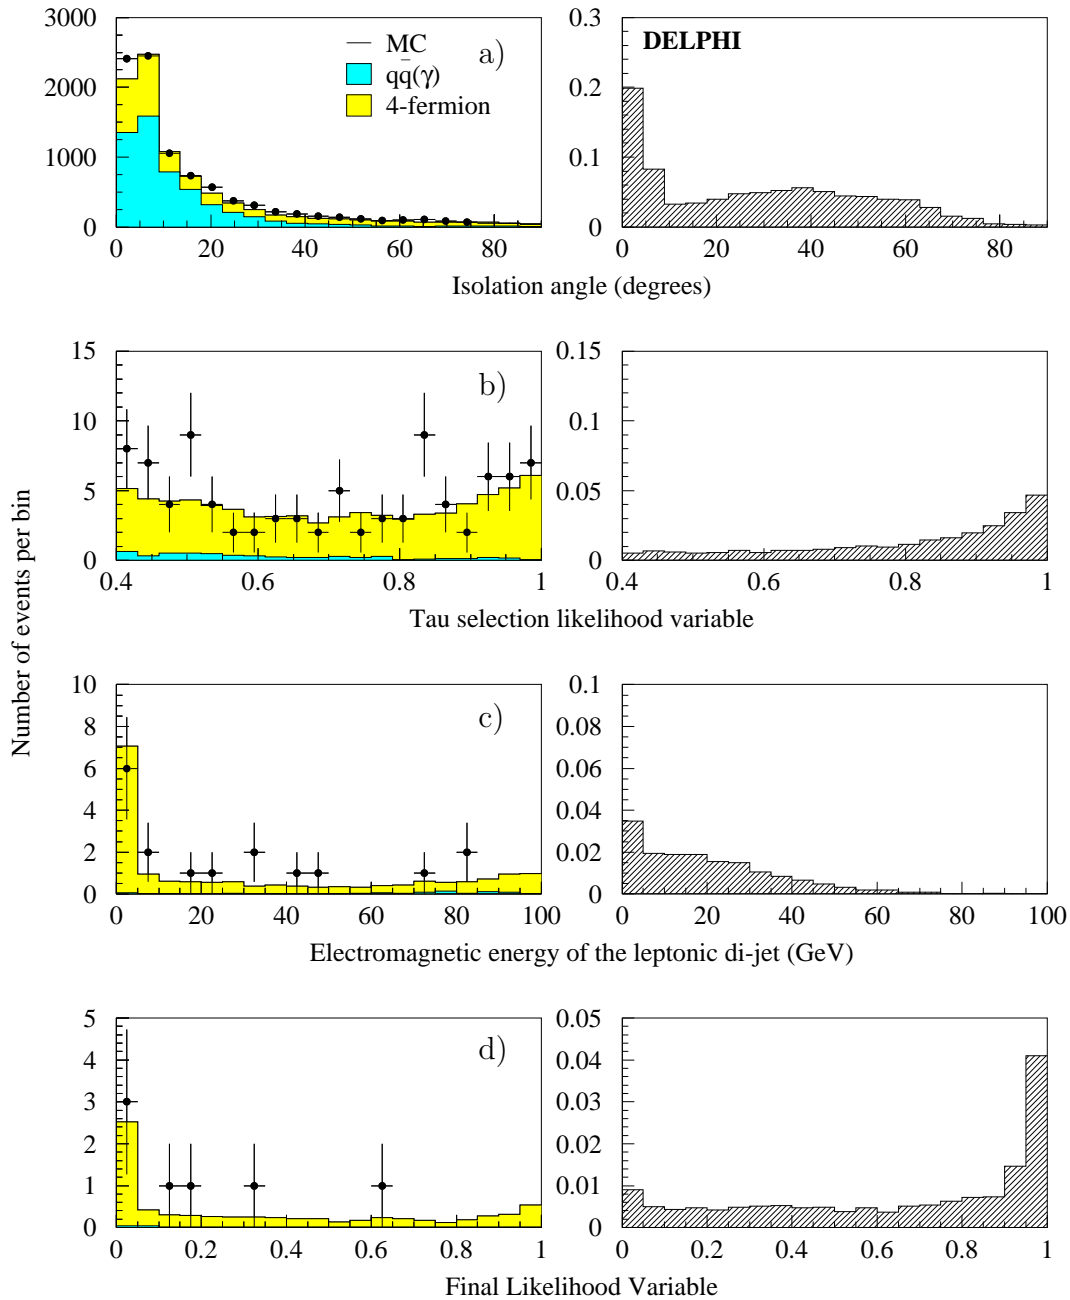 3000
2000
1000
0
a)
MC
qq̄(γ)
4-fermion
0 20 40 60 80
0.3
0.2
0.1
0
DELPHI
0 20 40 60 80
Isolation angle (degrees)
Number of events per bin
15
10
5
0
b)
0.4 0.6 0.8 1
0.15
0.1
0.05
0
0.4 0.6 0.8 1
Tau selection likelihood variable
10
8
6
4
2
0
c)
0 20 40 60 80 100
0.1
0.08
0.06
0.04
0.02
0
0 20 40 60 80 100
Electromagnetic energy of the leptonic di-jet (GeV)
5
4
3
2
1
0
d)
0 0.2 0.4 0.6 0.8 1
0.05
0.04
0.03
0.02
0.01
0
0 0.2 0.4 0.6 0.8 1
Final Likelihood Variable